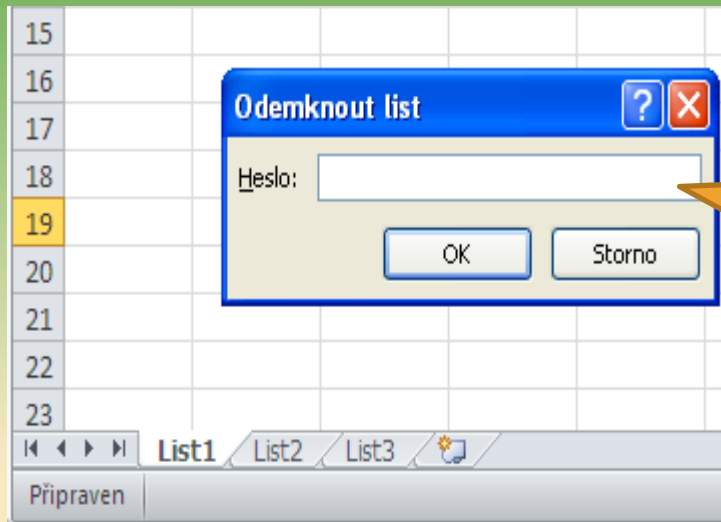 15
16
17
18
19
20
21
22
23
Odemknout list
Heslo:
OK Storno
List1 List2 List3
Připraven